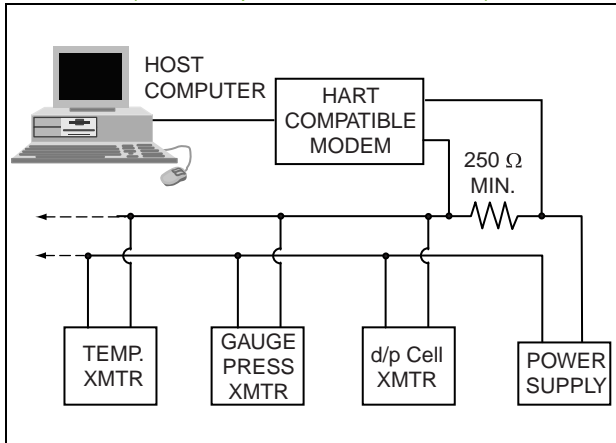 HOST
COMPUTER
HART
COMPATIBLE
MODEM
250 Ω
MIN.
TEMP.
XMTR
GAUGE
PRESS
XMTR
d/p Cell
XMTR
POWER
SUPPLY